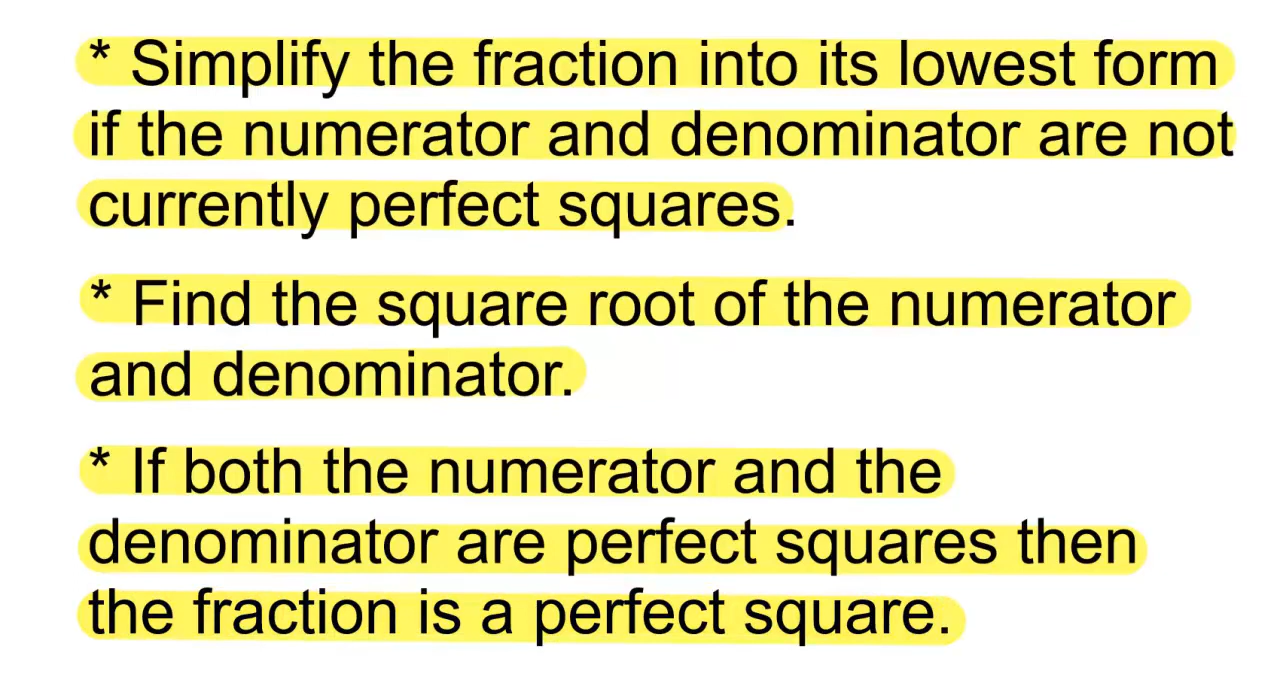 * Simplify the fraction into its lowest form
if the numerator and denominator are not
currently perfect squares.
* Find the square root of the numerator
and denominator.
* If both the numerator and the
denominator are perfect squares then
the fraction is a perfect square.